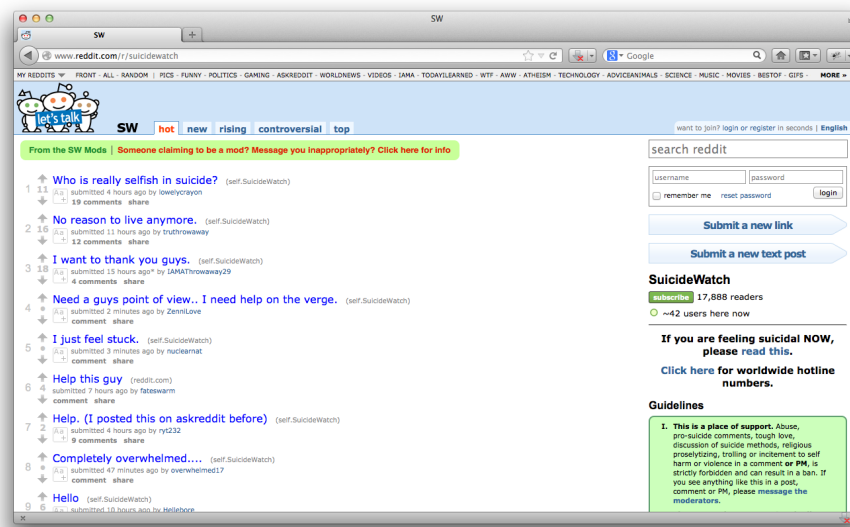 SW
SW
www.reddit.com/r/suicidewatch
Google
MY REDDITS FRONT - ALL - RANDOM | PICS - FUNNY - POLITICS - GAMING - ASKREDDIT - WORLDNEWS - VIDEOS - IAMA - TODAYILEARNED - WTF - AWW - ATHEISM - TECHNOLOGY - ADVICEANIMALS - SCIENCE - MUSIC - MOVIES - BESTOF - GIFS - MORE »
let's talk
SW hot new rising controversial top
want to join? login or register in seconds | English
From the SW Mods | Someone claiming to be a mod? Message you inappropriately? Click here for info
1 11 Who is really selfish in suicide? (self.SuicideWatch)
submitted 4 hours ago by lowelycrayon
19 comments share
2 16 No reason to live anymore. (self.SuicideWatch)
submitted 11 hours ago by truthrowaway
12 comments share
3 18 I want to thank you guys. (self.SuicideWatch)
submitted 15 hours ago* by IAMAThrowaway29
4 comments share
4 • Need a guys point of view.. I need help on the verge. (self.SuicideWatch)
submitted 2 minutes ago by ZenniLove
comment share
5 • I just feel stuck. (self.SuicideWatch)
submitted 3 minutes ago by nuclearnat
comment share
6 4 Help this guy (reddit.com)
submitted 7 hours ago by fateswarm
comment share
7 2 Help. (I posted this on askreddit before) (self.SuicideWatch)
submitted 4 hours ago by ryt232
9 comments share
8 • Completely overwhelmed.... (self.SuicideWatch)
submitted 47 minutes ago by overwhelmed17
comment share
9 6 Hello (self.SuicideWatch)
submitted 10 hours ago by Hellebore
search reddit
username password
remember me reset password login
Submit a new link
Submit a new text post
SuicideWatch
subscribe 17,888 readers
~42 users here now
If you are feeling suicidal NOW,
please read this.
Click here for worldwide hotline
numbers.
Guidelines
I. This is a place of support. Abuse,
pro-suicide comments, tough love,
discussion of suicide methods, religious
proselytizing, trolling or incitement to self
harm or violence in a comment or PM, is
strictly forbidden and can result in a ban. If
you see anything like this in a post,
comment or PM, please message the
moderators.